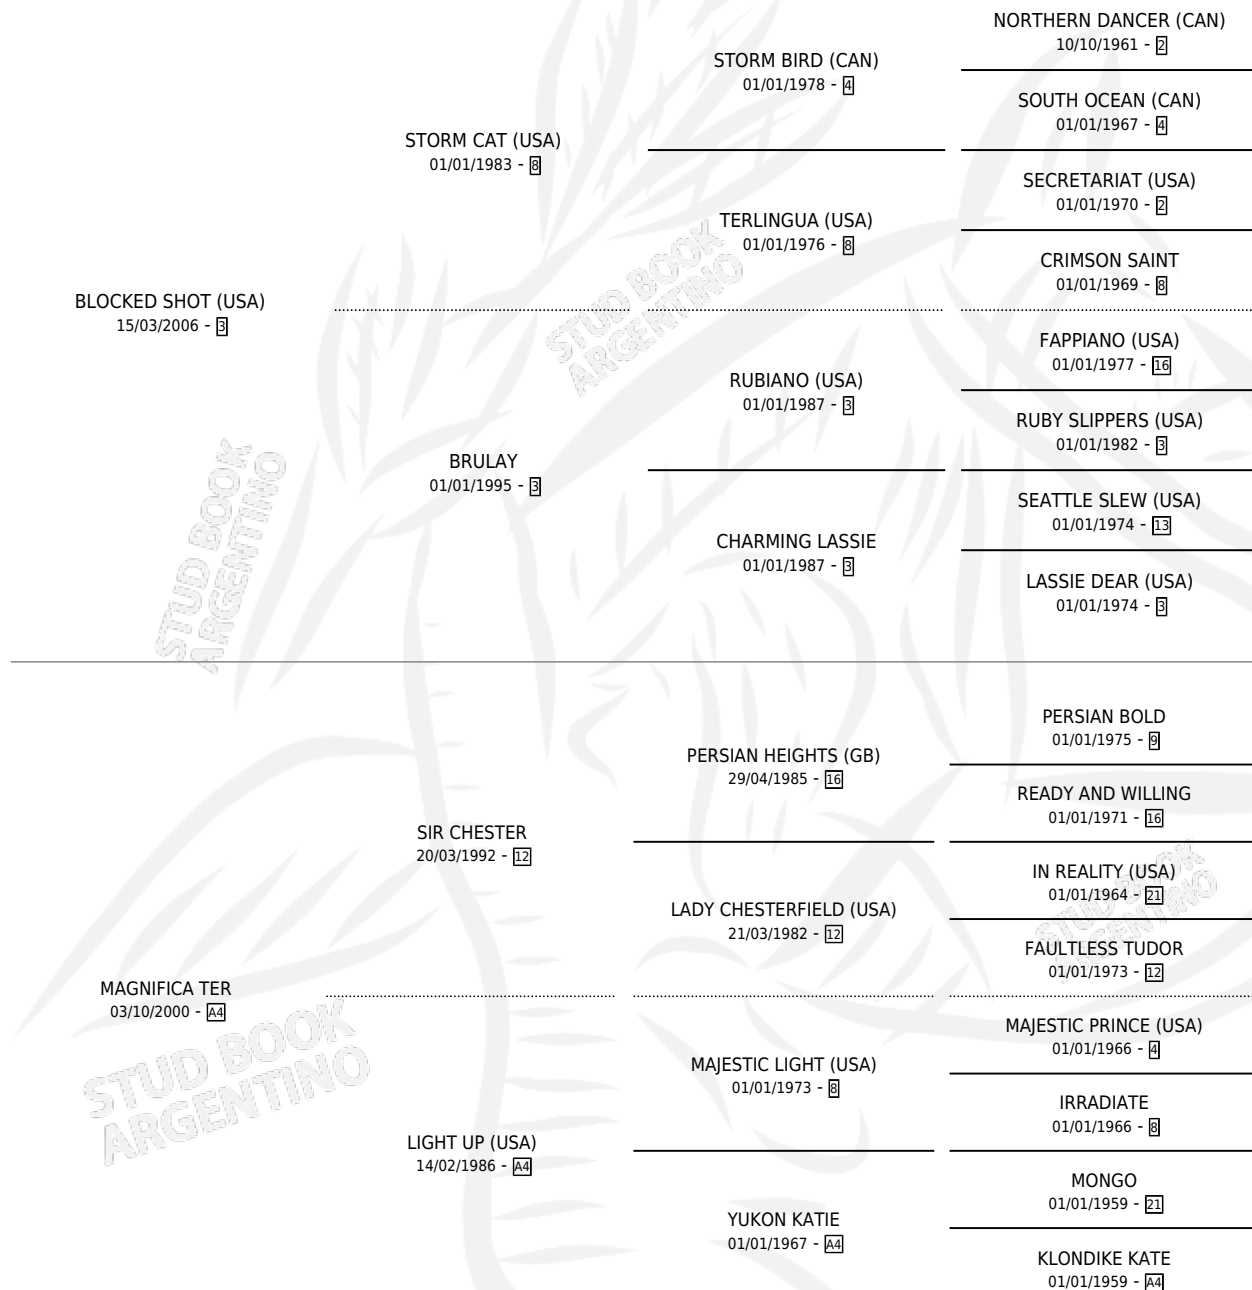 BLOCKED SHOT (USA)
15/03/2006 - 3
STORM CAT (USA)
01/01/1983 - 8
BRULAY
01/01/1995 - 3
STORM BIRD (CAN)
01/01/1978 - 4
TERLINGUA (USA)
01/01/1976 - 8
RUBIANO (USA)
01/01/1987 - 3
CHARMING LASSIE
01/01/1987 - 3
NORTHERN DANCER (CAN)
10/10/1961 - 2
SOUTH OCEAN (CAN)
01/01/1967 - 4
SECRETARIAT (USA)
01/01/1970 - 2
CRIMSON SAINT
01/01/1969 - 8
FAPPIANO (USA)
01/01/1977 - 16
RUBY SLIPPERS (USA)
01/01/1982 - 3
SEATTLE SLEW (USA)
01/01/1974 - 13
LASSIE DEAR (USA)
01/01/1974 - 3
MAGNIFICA TER
03/10/2000 - A4
SIR CHESTER
20/03/1992 - 12
LIGHT UP (USA)
14/02/1986 - A4
PERSIAN HEIGHTS (GB)
29/04/1985 - 16
LADY CHESTERFIELD (USA)
21/03/1982 - 12
MAJESTIC LIGHT (USA)
01/01/1973 - 8
YUKON KATIE
01/01/1967 - A4
PERSIAN BOLD
01/01/1975 - 9
READY AND WILLING
01/01/1971 - 16
IN REALITY (USA)
01/01/1964 - 21
FAULTLESS TUDOR
01/01/1973 - 12
MAJESTIC PRINCE (USA)
01/01/1966 - 4
IRRADIATE
01/01/1966 - 8
MONGO
01/01/1959 - 21
KLONDIKE KATE
01/01/1959 - A4
STUD BOOK
ARGENTINO
STUD BOOK
ARGENTINO
STUD BOOK
ARGENTINO
STUD BOOK
ARGENTINO